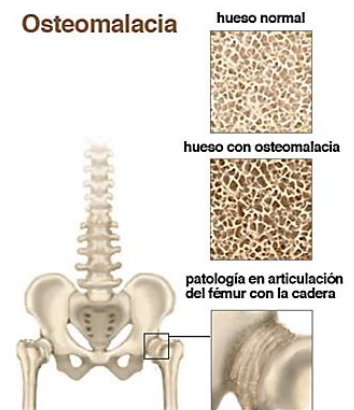 Osteomalacia
hueso normal
hueso con osteomalacia
patología en articulación
del fémur con la cadera